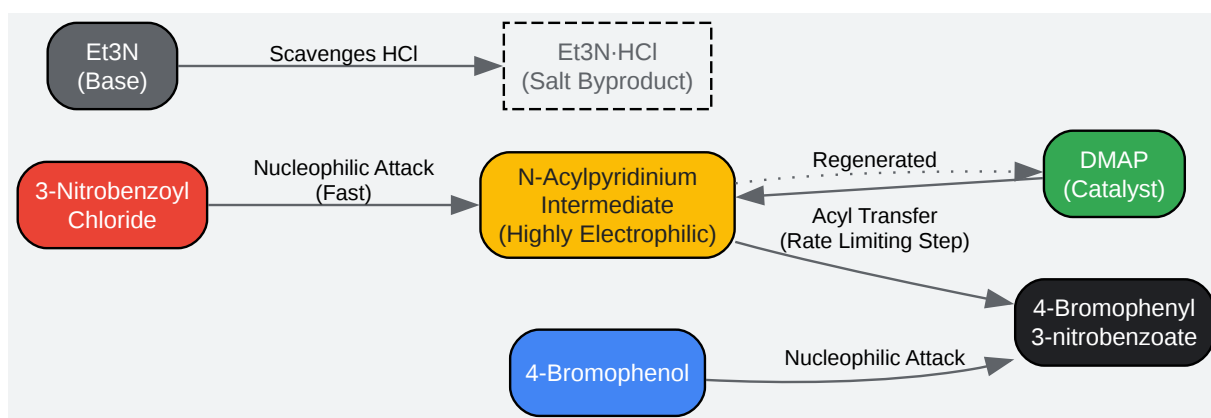 Et3N
(Base)
Scavenges HCl
Et3N·HCl
(Salt Byproduct)
3-Nitrobenzoyl
Chloride
Nucleophilic Attack
(Fast)
N-Acylpyridinium
Intermediate
(Highly Electrophilic)
Regenerated
DMAP
(Catalyst)
Acyl Transfer
(Rate Limiting Step)
4-Bromophenyl
3-nitrobenzoate
4-Bromophenol
Nucleophilic Attack